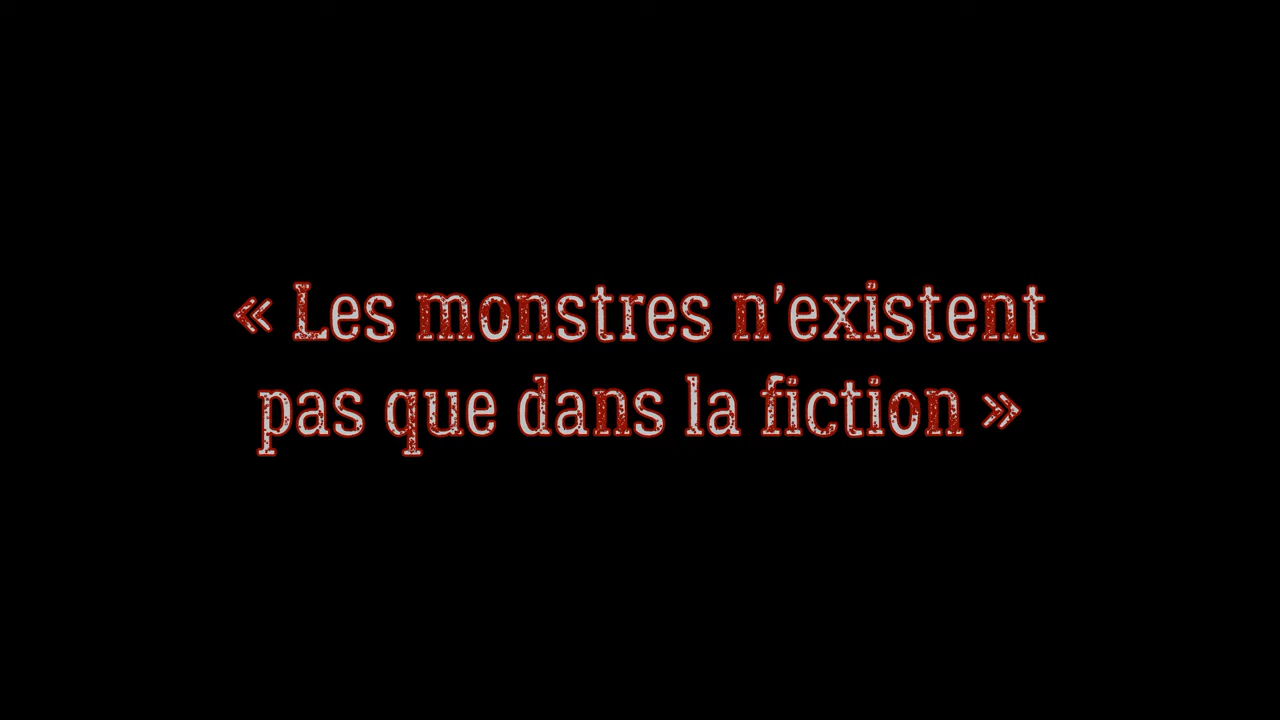 « Les monstres n'existent
pas que dans la fiction »